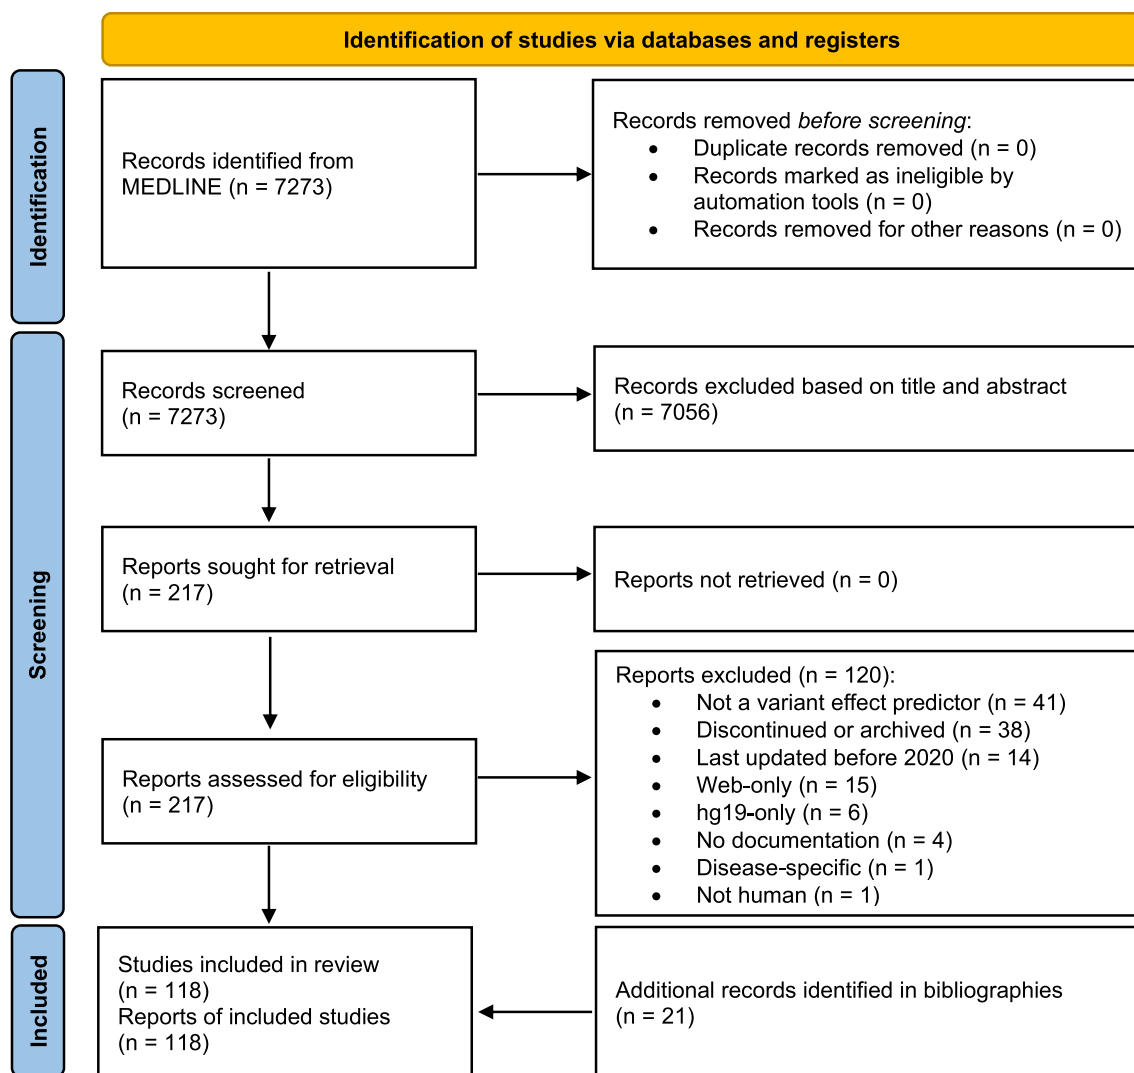 Identification of studies via databases and registers
Identification
Records identified from
MEDLINE (n = 7273)
Records removed before screening:
• Duplicate records removed (n = 0)
• Records marked as ineligible by
automation tools (n = 0)
• Records removed for other reasons (n = 0)
Screening
Records screened
(n = 7273)
Records excluded based on title and abstract
(n = 7056)
Reports sought for retrieval
(n = 217)
Reports not retrieved (n = 0)
Reports assessed for eligibility
(n = 217)
Reports excluded (n = 120):
• Not a variant effect predictor (n = 41)
• Discontinued or archived (n = 38)
• Last updated before 2020 (n = 14)
• Web-only (n = 15)
• hg19-only (n = 6)
• No documentation (n = 4)
• Disease-specific (n = 1)
• Not human (n = 1)
Included
Studies included in review
(n = 118)
Reports of included studies
(n = 118)
Additional records identified in bibliographies
(n = 21)